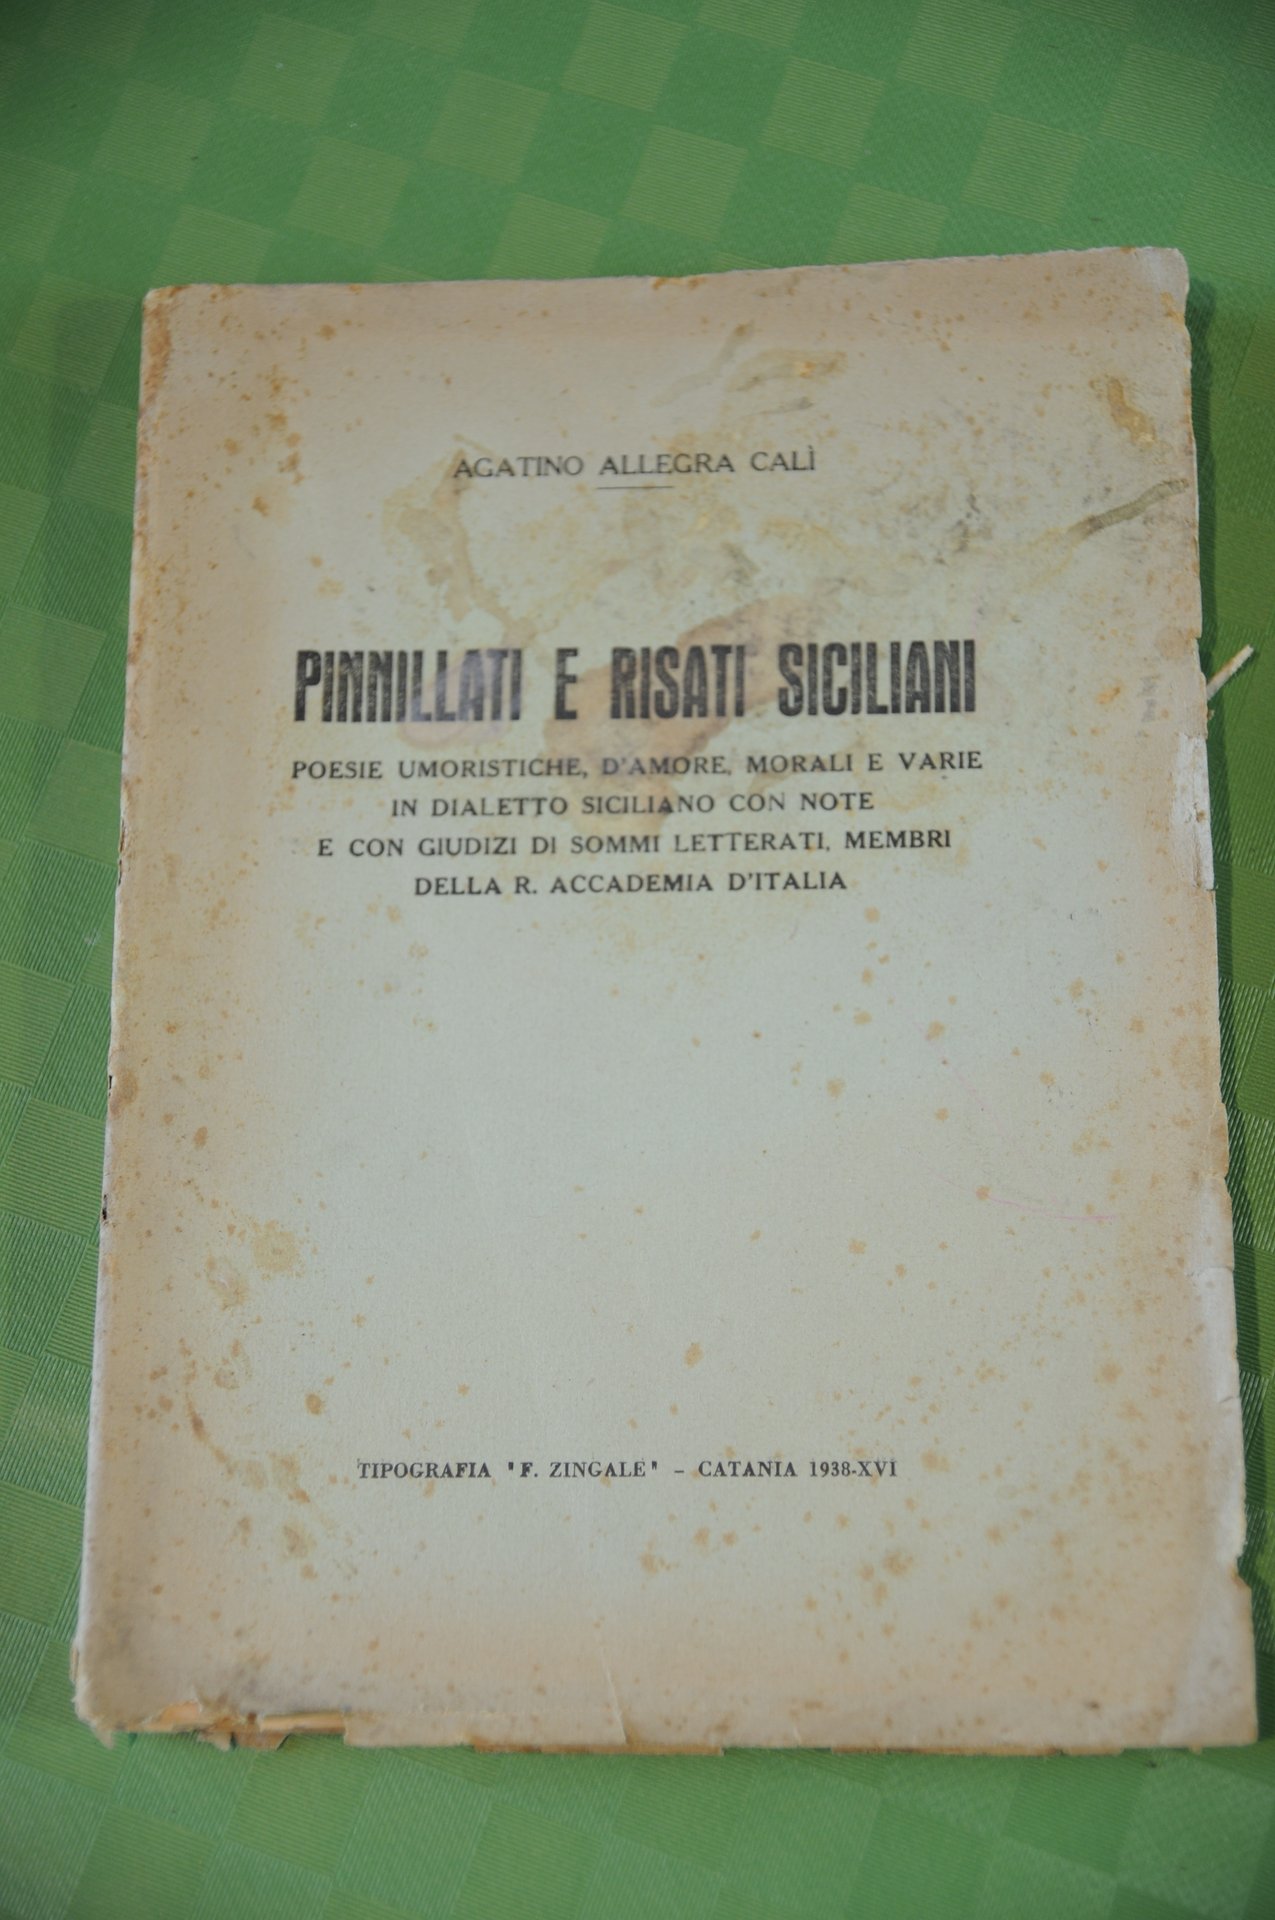 AGATINO ALLEGRA CALÌ
PINNILLATI E RISATI SICILIANI
POESIE UMORISTICHE, D'AMORE, MORALI E VARIE
IN DIALETTO SICILIANO CON NOTE
E CON GIUDIZI DI SOMMI LETTERATI, MEMBRI
DELLA R. ACCADEMIA D'ITALIA
TIPOGRAFIA "F. ZINGALE" - CATANIA 1938-XVI